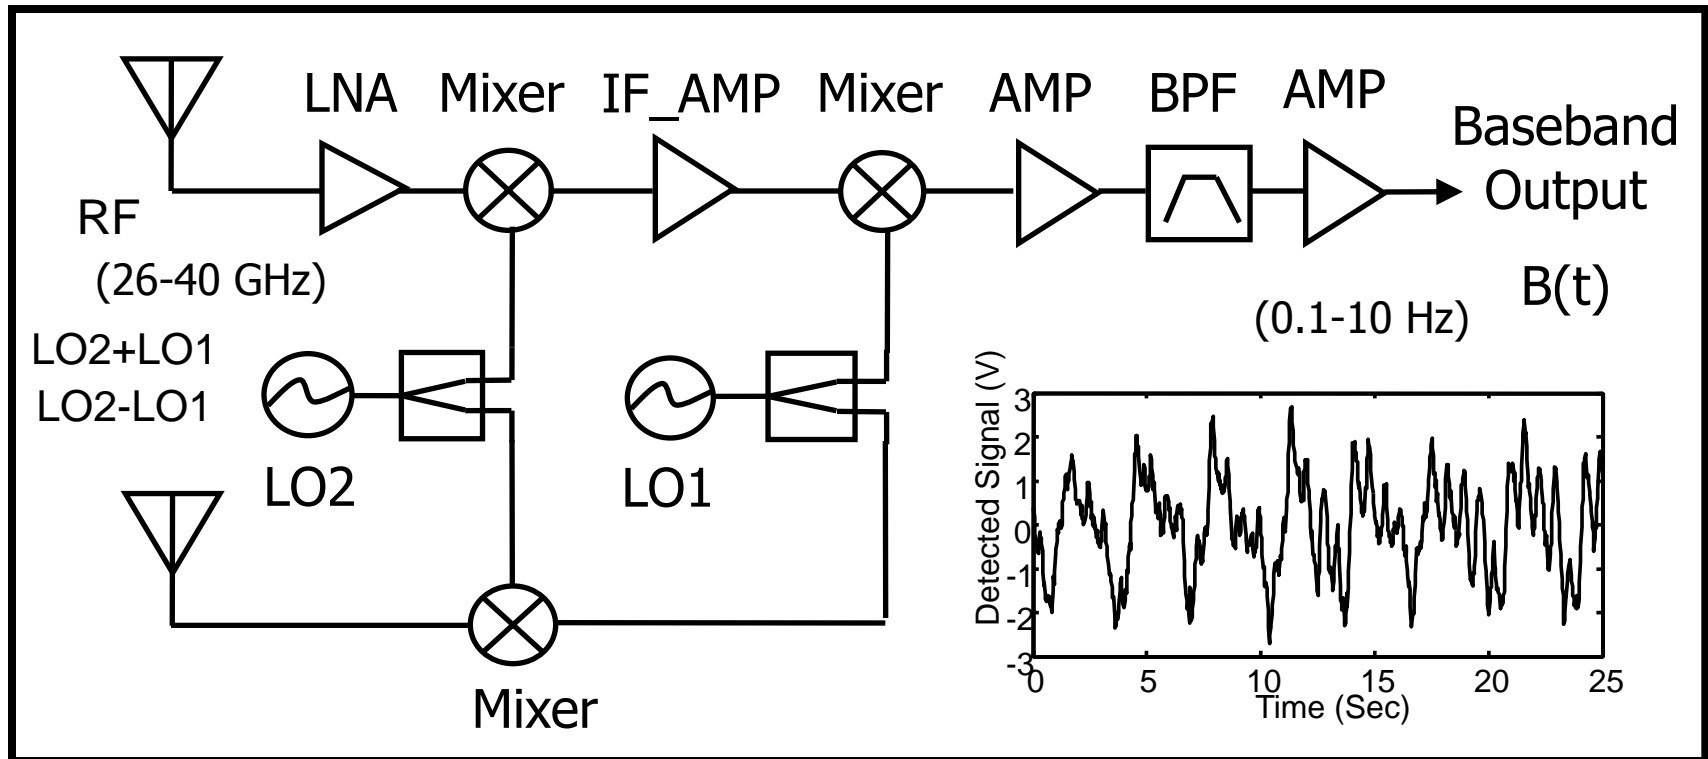 LNA Mixer IF_AMP Mixer AMP BPF AMP
Baseband
Output
RF
(26-40 GHz)
B(t)
(0.1-10 Hz)
LO2+LO1
LO2-LO1
LO2
LO1
Mixer
Detected Signal (V)
3
2
1
0
-1
-2
-3
0 5 10 15 20 25
Time (Sec)